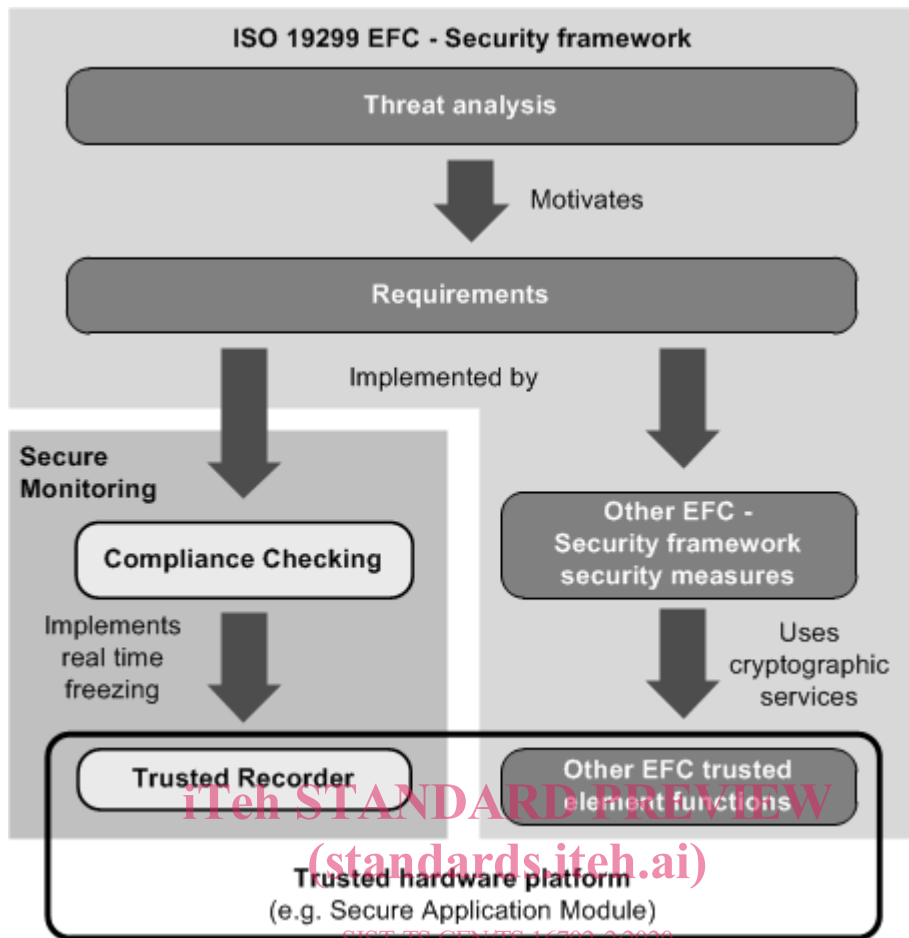 ISO 19299 EFC - Security framework
Threat analysis
Motivates
Requirements
Implemented by
Secure
Monitoring
Compliance Checking
Other EFC -
Security framework
security measures
Implements
real time
freezing
Uses
cryptographic
services
Trusted Recorder
Other EFC trusted
element functions
iTeh STANDARD PREVIEW
(standards.iteh.ai)
Trusted hardware platform
(e.g. Secure Application Module)